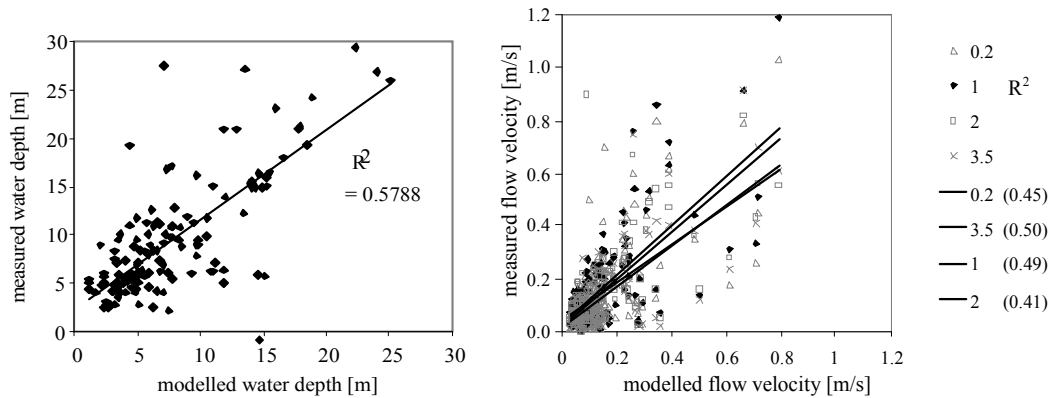 measured water depth [m]
30
25
20
15
10
5
0
R2
= 0.5788
0 5 10 15 20 25 30
modelled water depth [m]
measured flow velocity [m/s]
1.2
1.0
0.8
0.6
0.4
0.2
0.0
0 0.2 0.4 0.6 0.8 1 1.2
modelled flow velocity [m/s]
0.2
1 R2
2
3.5
0.2 (0.45)
3.5 (0.50)
1 (0.49)
2 (0.41)